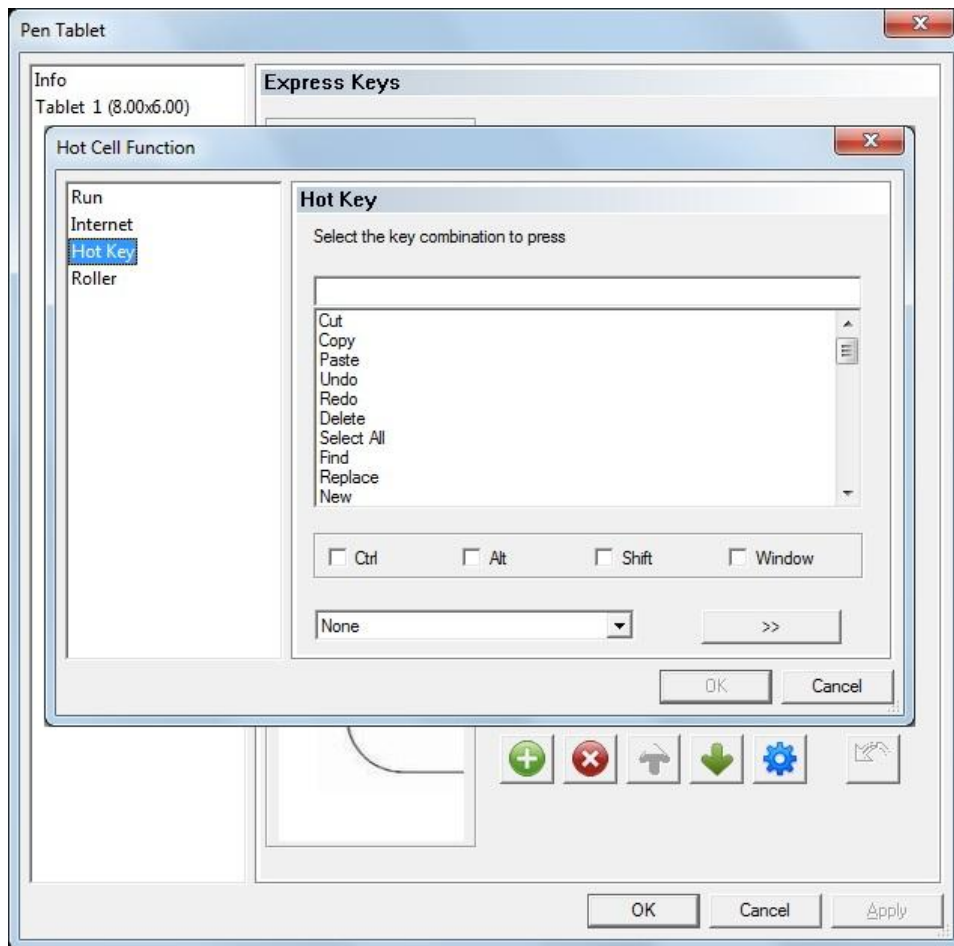 Pen Tablet
Info
Tablet 1 (8.00x6.00)
Express Keys
Hot Cell Function
Run
Internet
Hot Key
Roller
Hot Key
Select the key combination to press
Cut
Copy
Paste
Undo
Redo
Delete
Select All
Find
Replace
New
Ctrl Alt Shift Window
None >>
OK Cancel
OK Cancel Apply